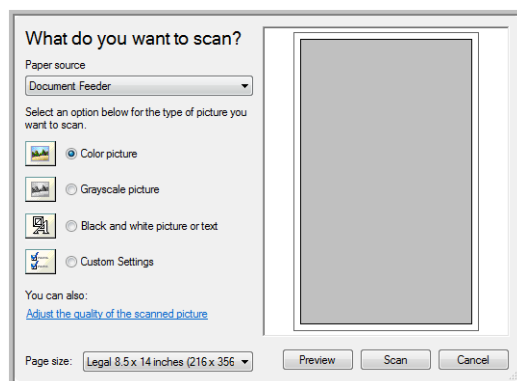 What do you want to scan?
Paper source
Document Feeder
Select an option below for the type of picture you
want to scan.
Color picture
Grayscale picture
Black and white picture or text
Custom Settings
You can also:
Adjust the quality of the scanned picture
Page size: Legal 8.5 x 14 inches (216 x 356
Preview Scan Cancel